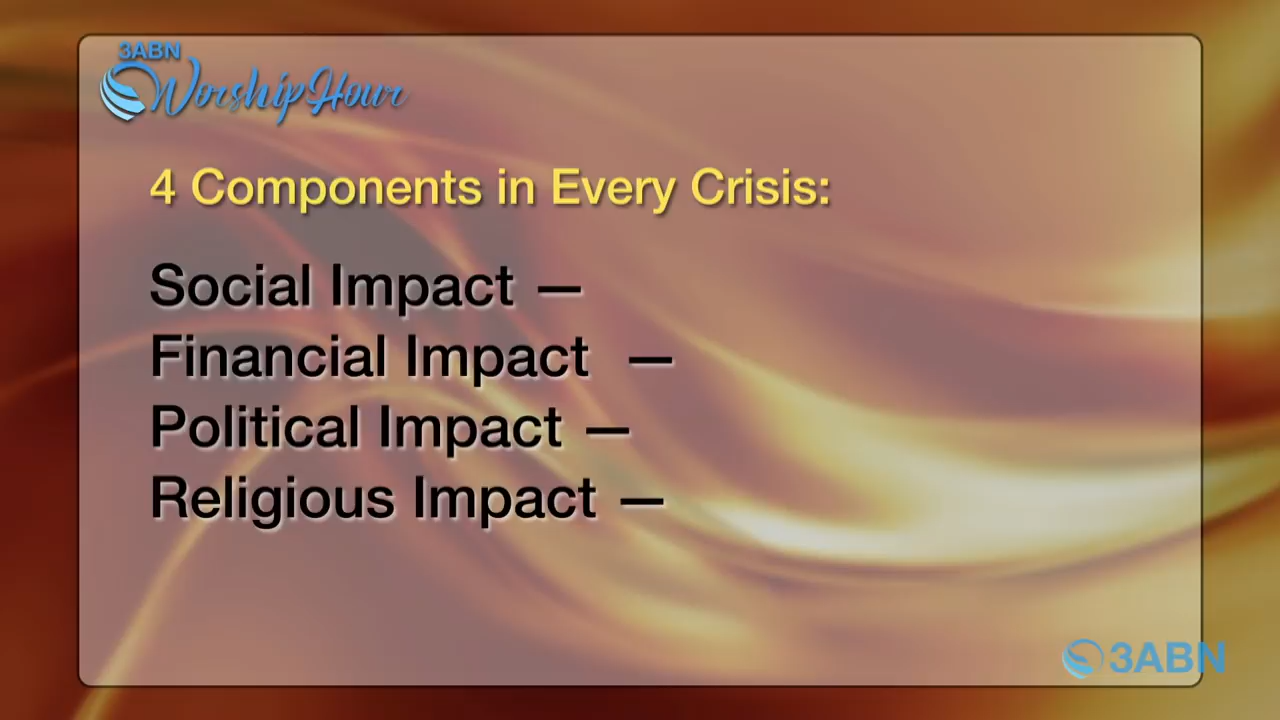 3ABN
Worship Hour
4 Components in Every Crisis:
Social Impact —
Financial Impact —
Political Impact —
Religious Impact —
3ABN